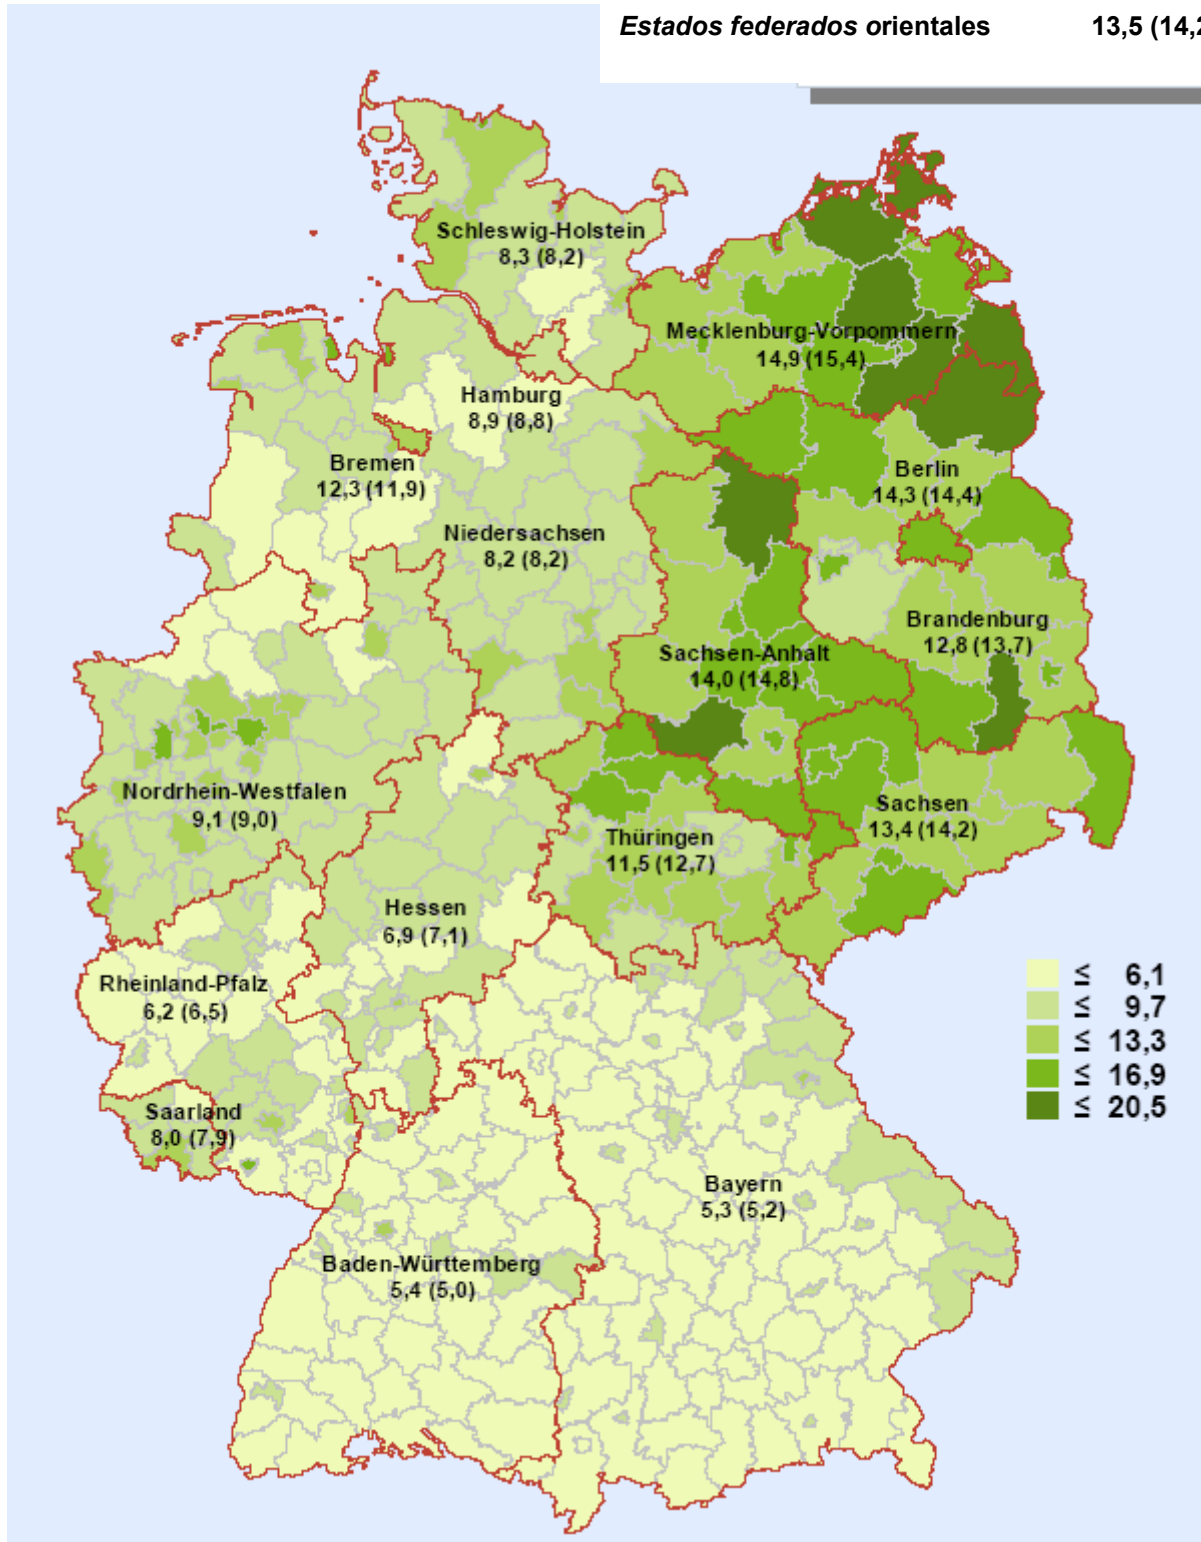 Estados federados orientales 13,5 (14,2
Schleswig-Holstein
8,3 (8,2)
Mecklenburg-Vorpommern
14,9 (15,4)
Hamburg
8,9 (8,8)
Bremen
12,3 (11,9)
Berlin
14,3 (14,4)
Niedersachsen
8,2 (8,2)
Brandenburg
12,8 (13,7)
Sachsen-Anhalt
14,0 (14,8)
Nordrhein-Westfalen
9,1 (9,0)
Sachsen
13,4 (14,2)
Thüringen
11,5 (12,7)
Hessen
6,9 (7,1)
Rheinland-Pfalz
6,2 (6,5)
≤ 6,1
≤ 9,7
≤ 13,3
≤ 16,9
≤ 20,5
Saarland
8,0 (7,9)
Bayern
5,3 (5,2)
Baden-Württemberg
5,4 (5,0)